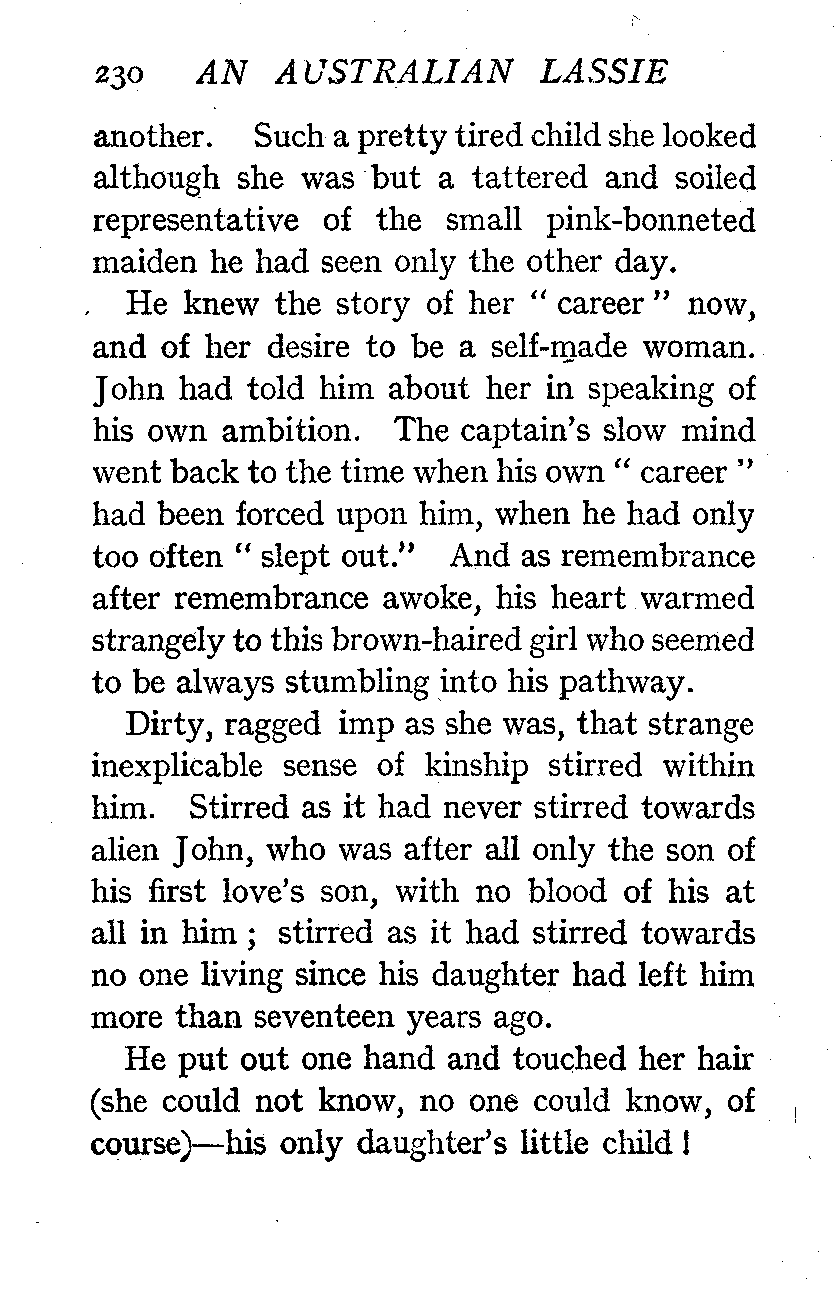 230 AN AUSTRALIAN LASSIE
another. Such a pretty tired child she looked
although she was but a tattered and soiled
representative of the small pink-bonneted
maiden he had seen only the other day.
He knew the story of her “ career ” now,
and of her desire to be a self-made woman.
John had told him about her in speaking of
his own ambition. The captain’s slow mind
went back to the time when his own “ career ”
had been forced upon him, when he had only
too often “ slept out.” And as remembrance
after remembrance awoke, his heart warmed
strangely to this brown-haired girl who seemed
to be always stumbling into his pathway.
Dirty, ragged imp as she was, that strange
inexplicable sense of kinship stirred within
him. Stirred as it had never stirred towards
alien John, who was after all only the son of
his first love’s son, with no blood of his at
all in him ; stirred as it had stirred towards
no one living since his daughter had left him
more than seventeen years ago.
He put out one hand and touched her hair
(she could not know, no one could know, of
course)—his only daughter’s little child !